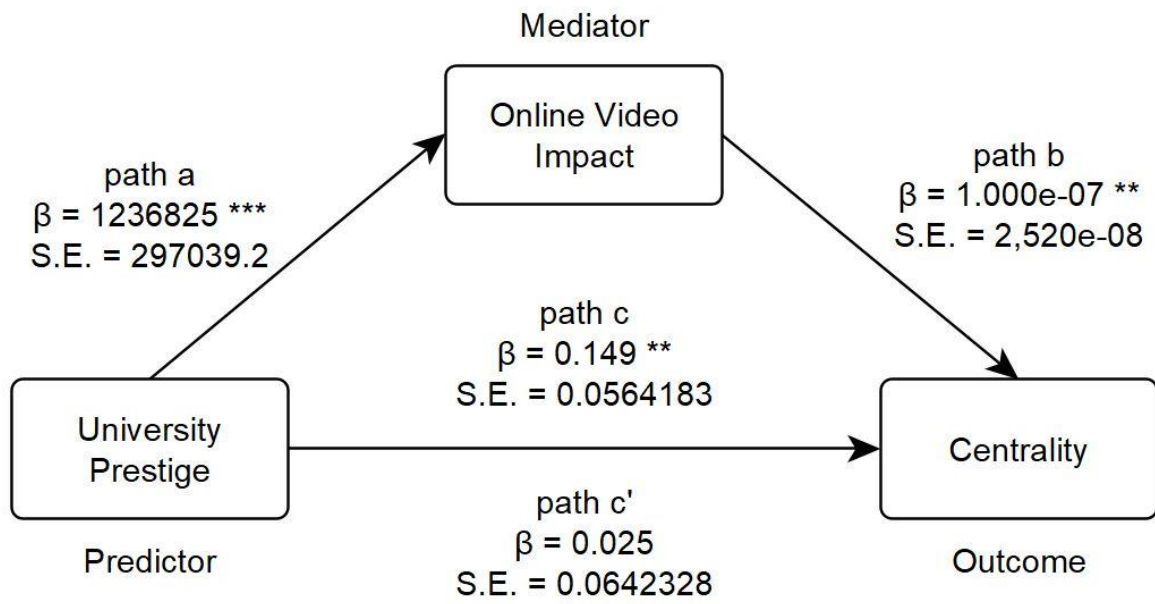 Mediator
Online Video
Impact
path a
β = 1236825 ***
S.E. = 297039.2
path b
β = 1.000e-07 **
S.E. = 2,520e-08
path c
β = 0.149 **
S.E. = 0.0564183
University
Prestige
Centrality
path c'
β = 0.025
S.E. = 0.0642328
Predictor
Outcome